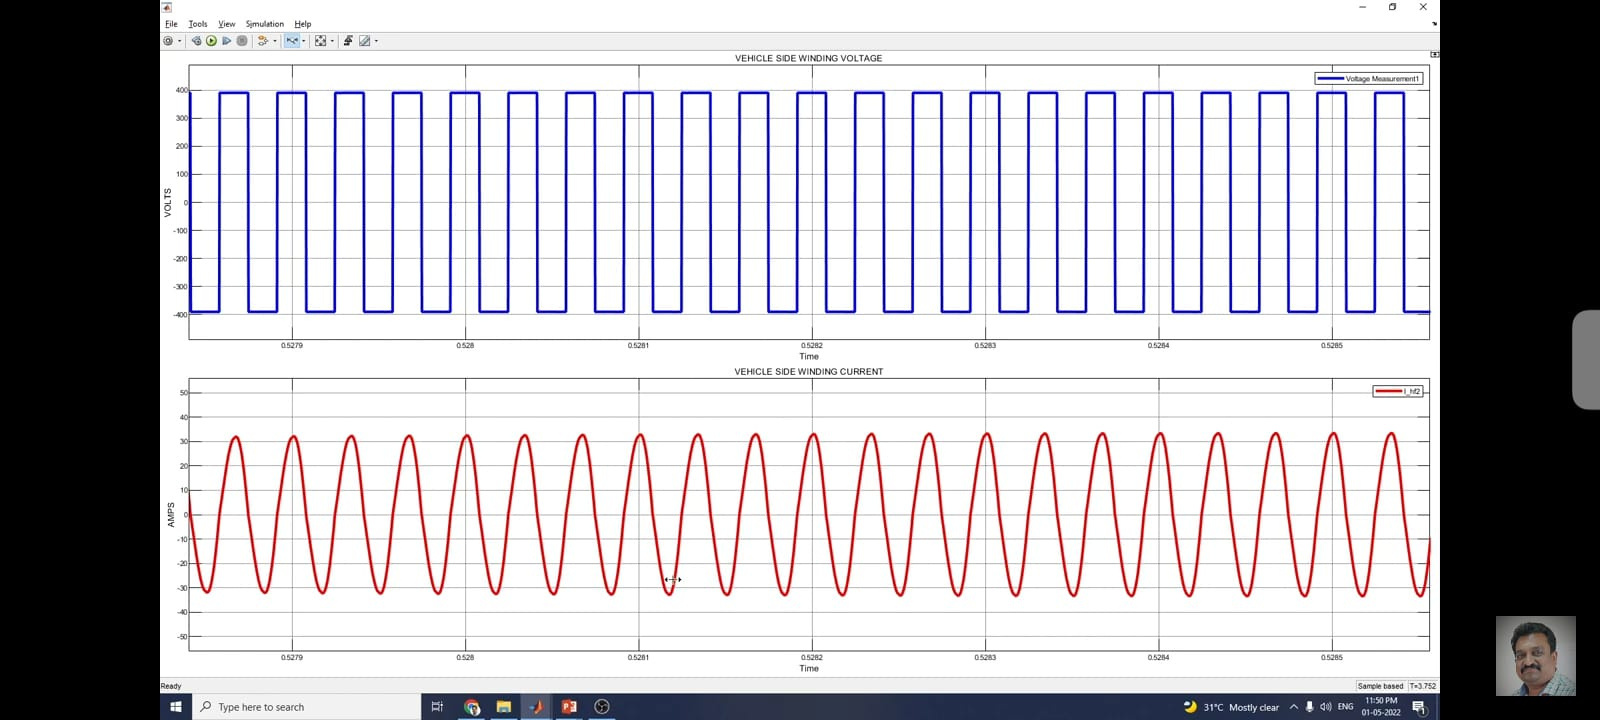 File Tools View Simulation Help
VEHICLE SIDE WINDING VOLTAGE
Voltage Measurement1
400
300
200
100
0
-100
-200
-300
-400
VOLTS
0.5279 0.528 0.5281 0.5282 0.5283 0.5284 0.5285
Time
VEHICLE SIDE WINDING CURRENT
I_hf2
50
40
30
20
10
0
-10
-20
-30
-40
-50
AMPS
0.5279 0.528 0.5281 0.5282 0.5283 0.5284 0.5285
Time
Ready
Sample based T=3.752
Type here to search
31°C Mostly clear
ENG
11:50 PM
01-05-2022
1